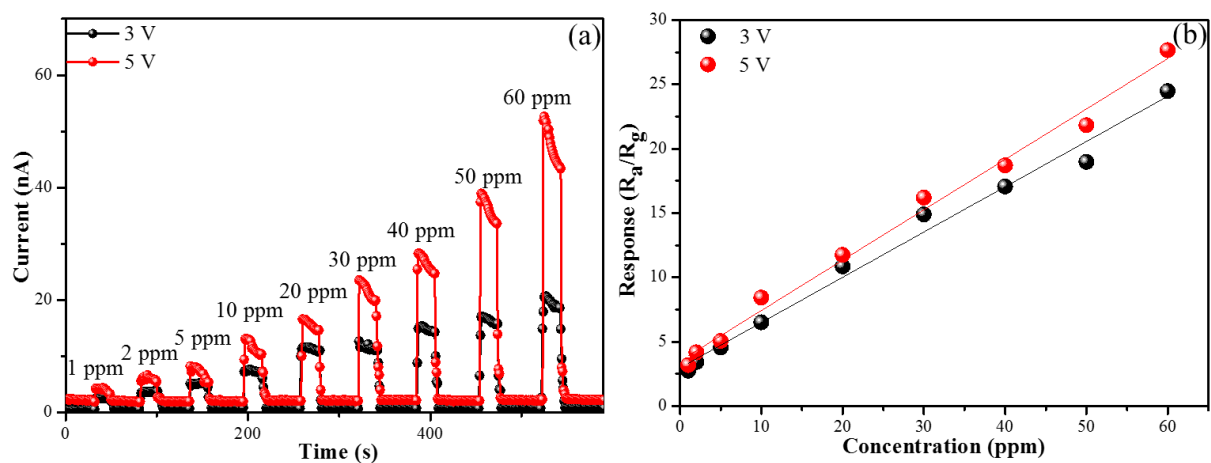 (a)
3 V
5 V
60
40
20
0
Current (nA)
1 ppm
2 ppm
5 ppm
10 ppm
20 ppm
30 ppm
40 ppm
50 ppm
60 ppm
0
200
400
Time (s)
(b)
3 V
5 V
30
25
20
15
10
5
0
Response (Rₐ/R_g)
0
10
20
30
40
50
60
Concentration (ppm)